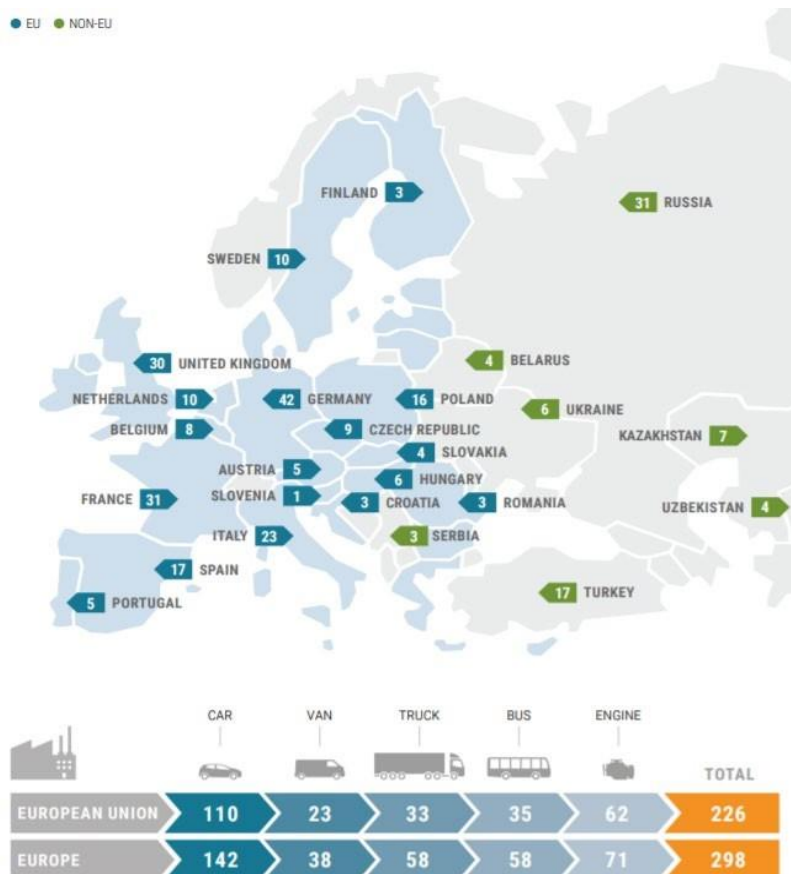 EU NON-EU
FINLAND 3
31 RUSSIA
SWEDEN 10
4 BELARUS
30 UNITED KINGDOM
NETHERLANDS 10
42 GERMANY
16 POLAND
6 UKRAINE
BELGIUM 8
9 CZECH REPUBLIC
KAZAKHSTAN 7
4 SLOVAKIA
AUSTRIA 5
6 HUNGARY
FRANCE 31
SLOVENIA 1
3 CROATIA
3 ROMANIA
UZBEKISTAN 4
ITALY 23
3 SERBIA
17 SPAIN
17 TURKEY
5 PORTUGAL
CAR VAN TRUCK BUS ENGINE
TOTAL
EUROPEAN UNION 110 23 33 35 62 226
EUROPE 142 38 58 58 71 298